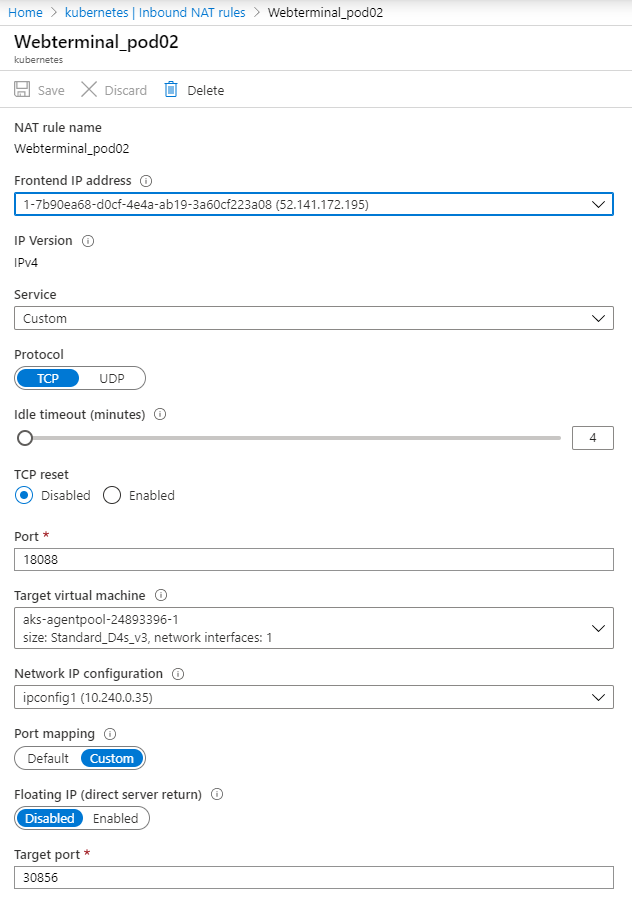 Home > kubernetes | Inbound NAT rules > Webterminal_pod02
Webterminal_pod02
kubernetes
Save Discard Delete
NAT rule name
Webterminal_pod02
Frontend IP address
1-7b90ea68-d0cf-4e4a-ab19-3a60cf223a08 (52.141.172.195)
IP Version
IPv4
Service
Custom
Protocol
TCP UDP
Idle timeout (minutes)
4
TCP reset
Disabled Enabled
Port *
18088
Target virtual machine
aks-agentpool-24893396-1
size: Standard_D4s_v3, network interfaces: 1
Network IP configuration
ipconfig1 (10.240.0.35)
Port mapping
Default Custom
Floating IP (direct server return)
Disabled Enabled
Target port *
30856